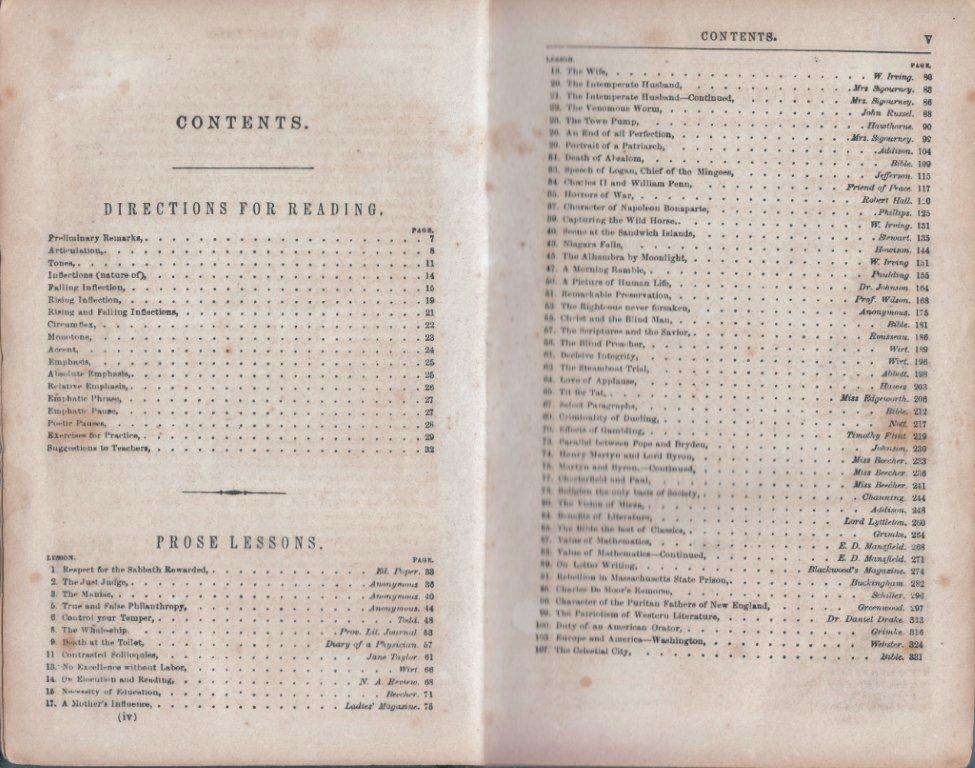 CONTENTS.
DIRECTIONS FOR READING.
PAGE.
Preliminary Remarks, 7
Articulation, 8
Tones, 11
Inflections (nature of), 14
Falling Inflection, 15
Rising Inflection, 19
Rising and Falling Inflections, 21
Circumflex, 22
Monotone, 23
Accent, 24
Emphasis, 25
Absolute Emphasis, 25
Relative Emphasis, 26
Emphatic Phrase, 27
Emphatic Pause, 27
Poetic Pauses, 28
Exercises for Practice, 29
Suggestions to Teachers, 32
PROSE LESSONS.
LESSON. PAGE.
1 Respect for the Sabbath Rewarded, Ed. Paper. 33
2. The Just Judge, Anonymous 35
3. The Maniac, Anonymous. 40
5. True and False Philanthropy, Anonymous. 44
6 Control your Temper, Todd. 48
8. The Whale-ship. Prov. Lit. Journal 53
9. Death at the Toilet, Diary of a Physician. 57
11 Contrasted Soliloquies, Jane Taylor. 61
13. No Excellence without Labor, Wirt. 66
14. On Elocution and Reading, N. A. Review. 68
15 Necessity of Education, Beecher. 71
17. A Mother's Influence, Ladies' Magazine. 75
(iv)
CONTENTS. V
LESSON. PAGE.
18. The Wife, W. Irving. 80
20. The Intemperate Husband, Mrs Sigourney. 83
21. The Intemperate Husband—Continued, Mrs. Sigourney. 86
22. The Venomous Worm, John Russel. 88
23. The Town Pump, Hawthorne. 90
26. An End of all Perfection, Mrs. Sigourney. 99
29. Portrait of a Patriarch, Addison. 104
31. Death of Absalom, Bible. 109
33. Speech of Logan, Chief of the Mingoes, Jefferson. 115
34. Charles II and William Penn, Friend of Peace. 117
35. Horrors of War, Robert Hall. 120
37. Character of Napoleon Bonaparte, Phillips. 125
39. Capturing the Wild Horse, W. Irving. 131
40. Scene at the Sandwich Islands, Stewart. 135
43. Niagara Falls, Howison. 144
45. The Alhambra by Moonlight, W. Irving 151
47. A Morning Ramble, Paulding. 155
50. A Picture of Human Life, Dr. Johnson. 164
51. Remarkable Preservation, Prof. Wilson. 168
53. The Righteous never forsaken, Anonymous. 175
55. Christ and the Blind Man, Bible. 181
57. The Scriptures and the Savior, Rousseau. 186
58. The Blind Preacher, Wirt. 189
61. Decisive Integrity, Wirt. 196
62. The Steamboat Trial, Abbott. 198
64. Love of Applause, Hawes 203
65. Tit for Tat, Miss Edgeworth. 206
67. Select Paragraphs, Bible. 212
69. Criminality of Dueling, Nott. 217
70. Effects of Gambling, Timothy Flint. 219
73. Parallel between Pope and Dryden, Johnson. 230
74. Henry Martyn and Lord Byron, Miss Beecher. 233
75. Martyn and Byron.—Continued, Miss Beecher. 236
77. Chesterfield and Paul, Miss Beecher. 241
78. Religion the only basis of Society, Channing. 244
80. The Vision of Mirza, Addison. 248
84. Benefits of Literature, Lord Lyttleton. 260
85. The Bible the best of Classics, Grimke. 264
87. Value of Mathematics, E. D. Mansfield. 268
88. Value of Mathematics—Continued, E. D. Mansfield. 271
89. On Letter Writing, Blackwood's Magazine. 274
91. Rebellion in Massachusetts State Prison, Buckingham. 282
95. Charles De Moor's Remorse, Schiller. 296
96. Character of the Puritan Fathers of New England, Greenwood. 297
99. The Patriotism of Western Literature, Dr. Daniel Drake. 313
100. Duty of an American Orator, Grimke. 316
103. Europe and America—Washington, Webster. 324
107. The Celestial City, Bible. 331